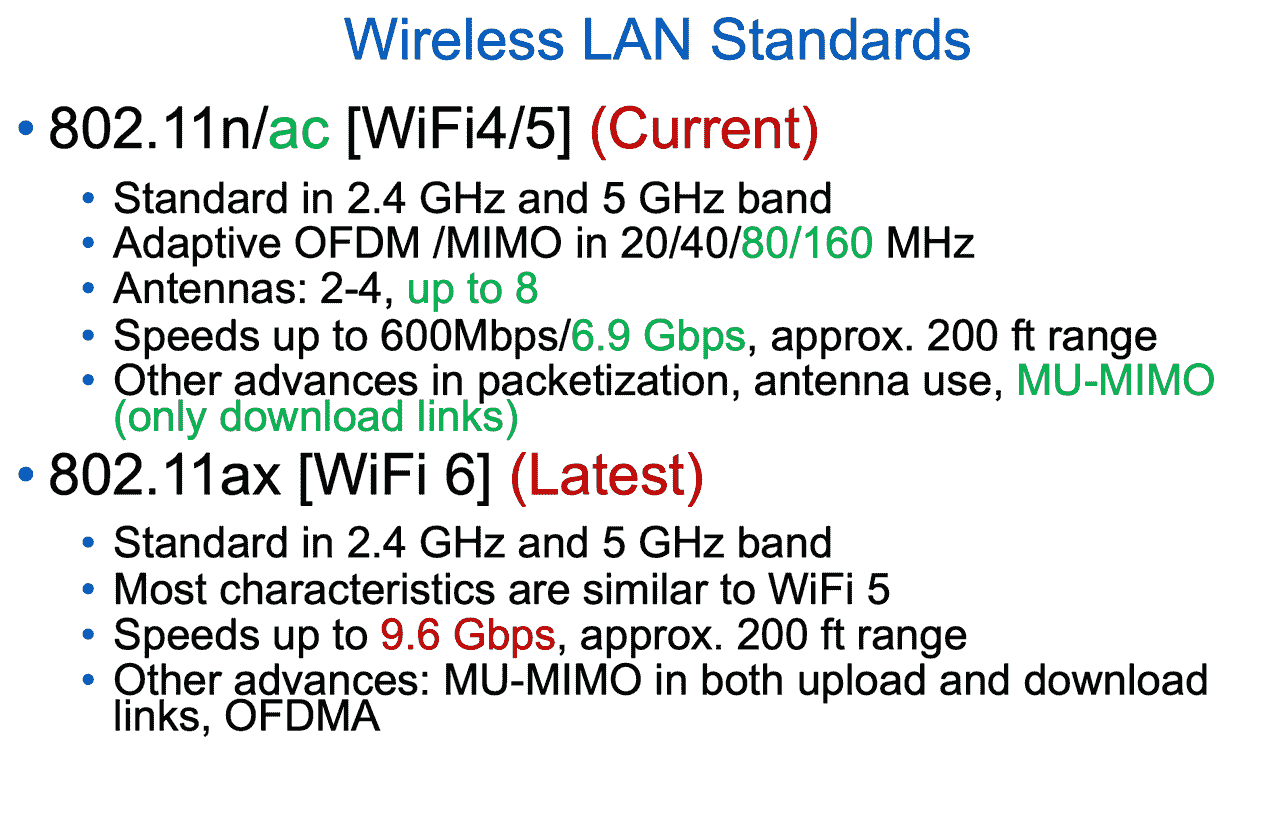 Wireless LAN Standards
• 802.11n/ac [WiFi4/5] (Current)
• Standard in 2.4 GHz and 5 GHz band
• Adaptive OFDM /MIMO in 20/40/80/160 MHz
• Antennas: 2-4, up to 8
• Speeds up to 600Mbps/6.9 Gbps, approx. 200 ft range
• Other advances in packetization, antenna use, MU-MIMO
(only download links)
• 802.11ax [WiFi 6] (Latest)
• Standard in 2.4 GHz and 5 GHz band
• Most characteristics are similar to WiFi 5
• Speeds up to 9.6 Gbps, approx. 200 ft range
• Other advances: MU-MIMO in both upload and download
links, OFDMA